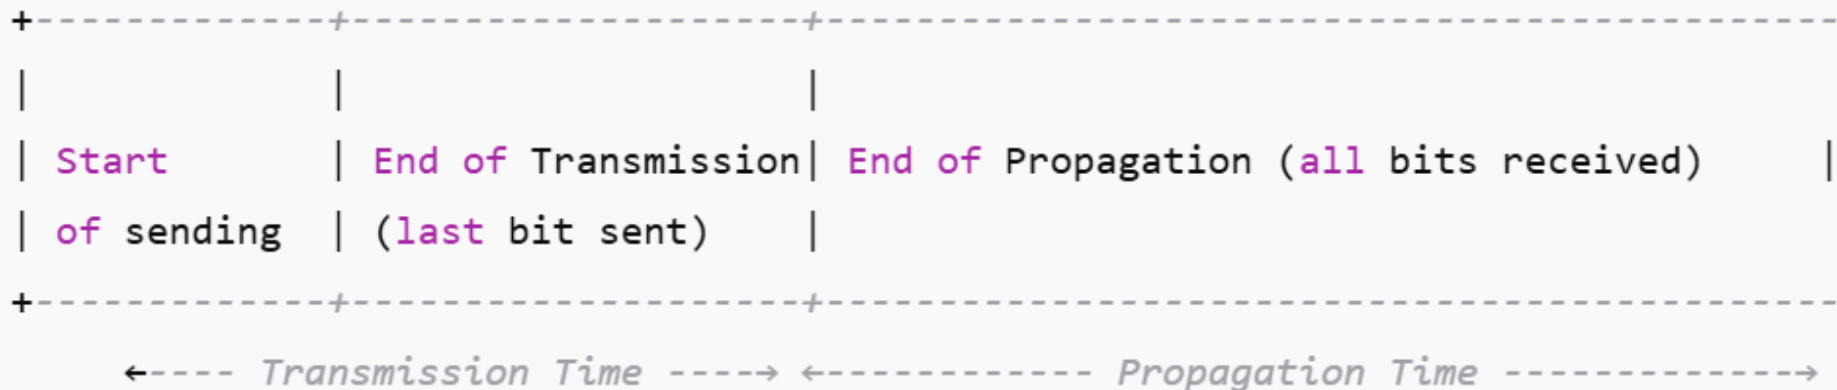 +-------------+--------------------+---------------------------------------------
|             |                    |
| Start       | End of Transmission| End of Propagation (all bits received)     |
| of sending  | (last bit sent)    |
+-------------+--------------------+---------------------------------------------
←---- Transmission Time ----→ ←------------ Propagation Time --------------→